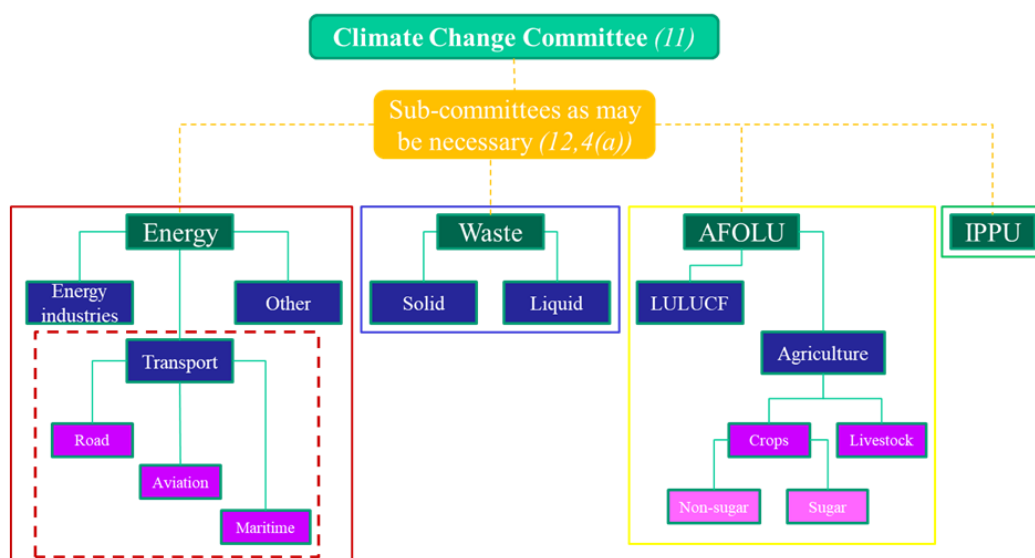 Climate Change Committee (11)
Sub-committees as may
be necessary (12,4(a))
Energy
Waste
AFOLU
IPPU
Energy
industries
Other
Solid
Liquid
LULUCF
Transport
Agriculture
Road
Crops
Livestock
Aviation
Non-sugar
Sugar
Maritime